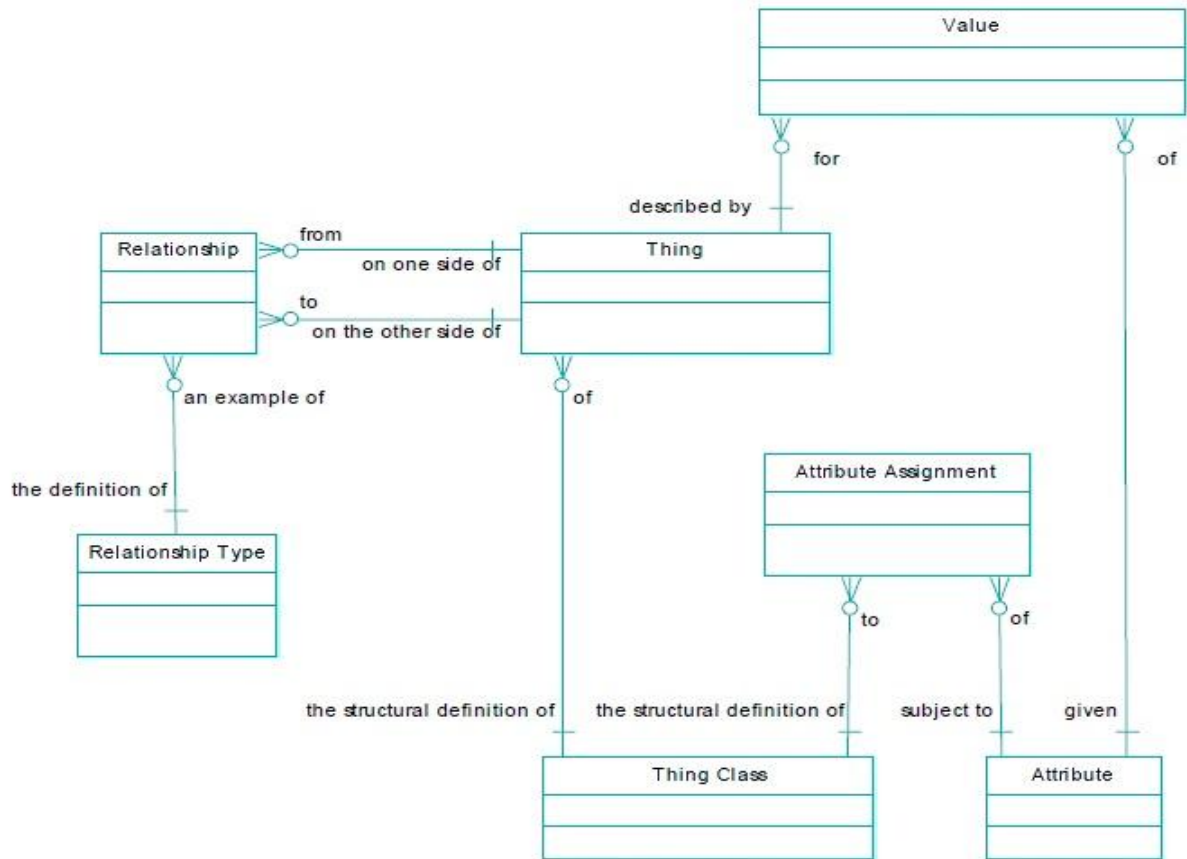 Value
for
of
described by
Relationship
from
on one side of
Thing
to
on the other side of
an example of
of
the definition of
Attribute Assignment
Relationship Type
to
of
the structural definition of
the structural definition of
subject to
given
Thing Class
Attribute